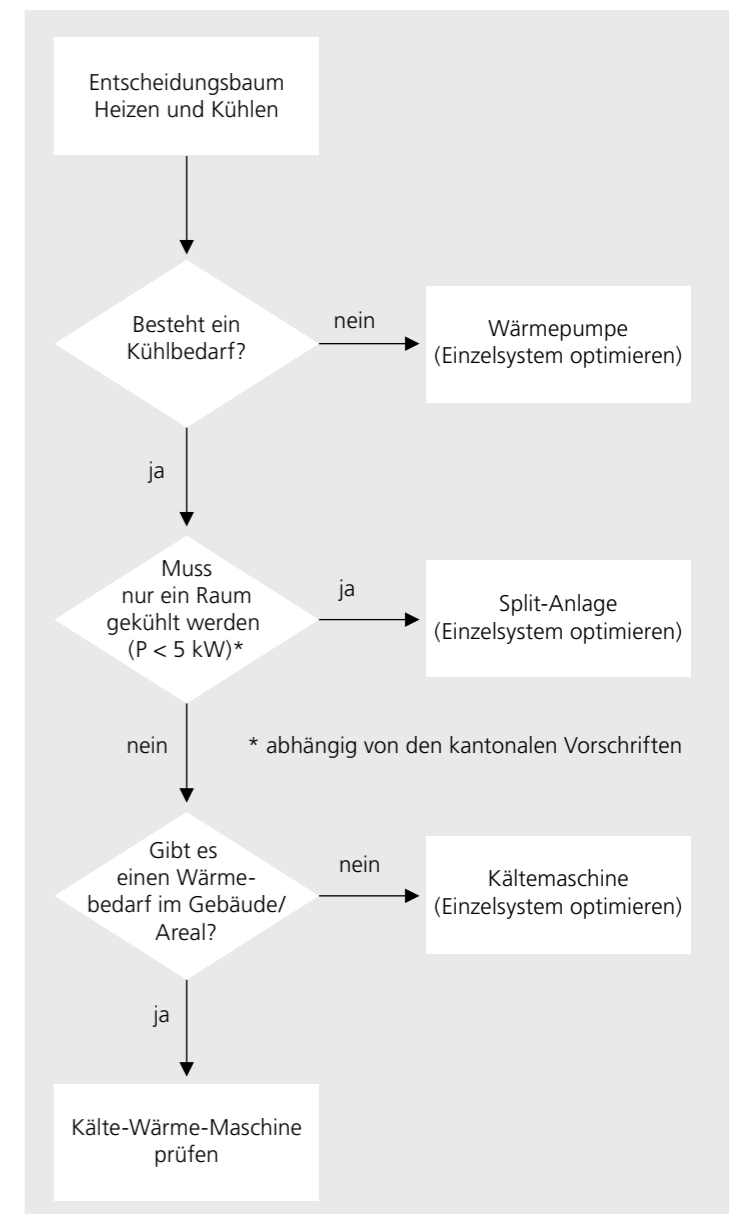 Entscheidungsbaum
Heizen und Kühlen
Besteht ein
Kühlbedarf?
nein
Wärmepumpe
(Einzelsystem optimieren)
ja
Muss
nur ein Raum
gekühlt werden
(P < 5 kW)*
ja
Split-Anlage
(Einzelsystem optimieren)
nein
* abhängig von den kantonalen Vorschriften
Gibt es
einen Wärme-
bedarf im Gebäude/
Areal?
nein
Kältemaschine
(Einzelsystem optimieren)
ja
Kälte-Wärme-Maschine
prüfen